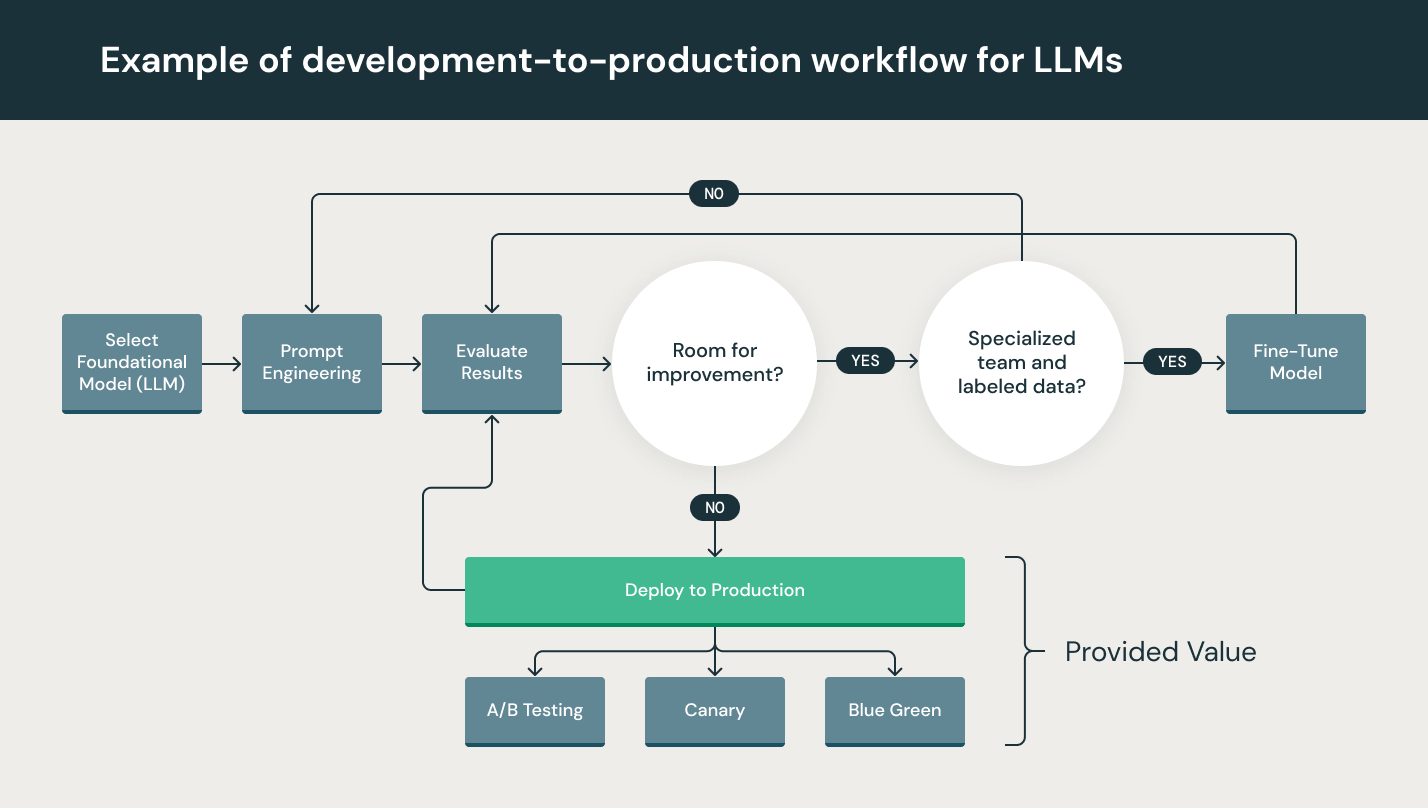 Example of development-to-production workflow for LLMs
NO
Select
Foundational
Model (LLM)
Prompt
Engineering
Evaluate
Results
Room for
improvement?
YES
Specialized
team and
labeled data?
YES
Fine-Tune
Model
NO
Deploy to Production
Provided Value
A/B Testing
Canary
Blue Green